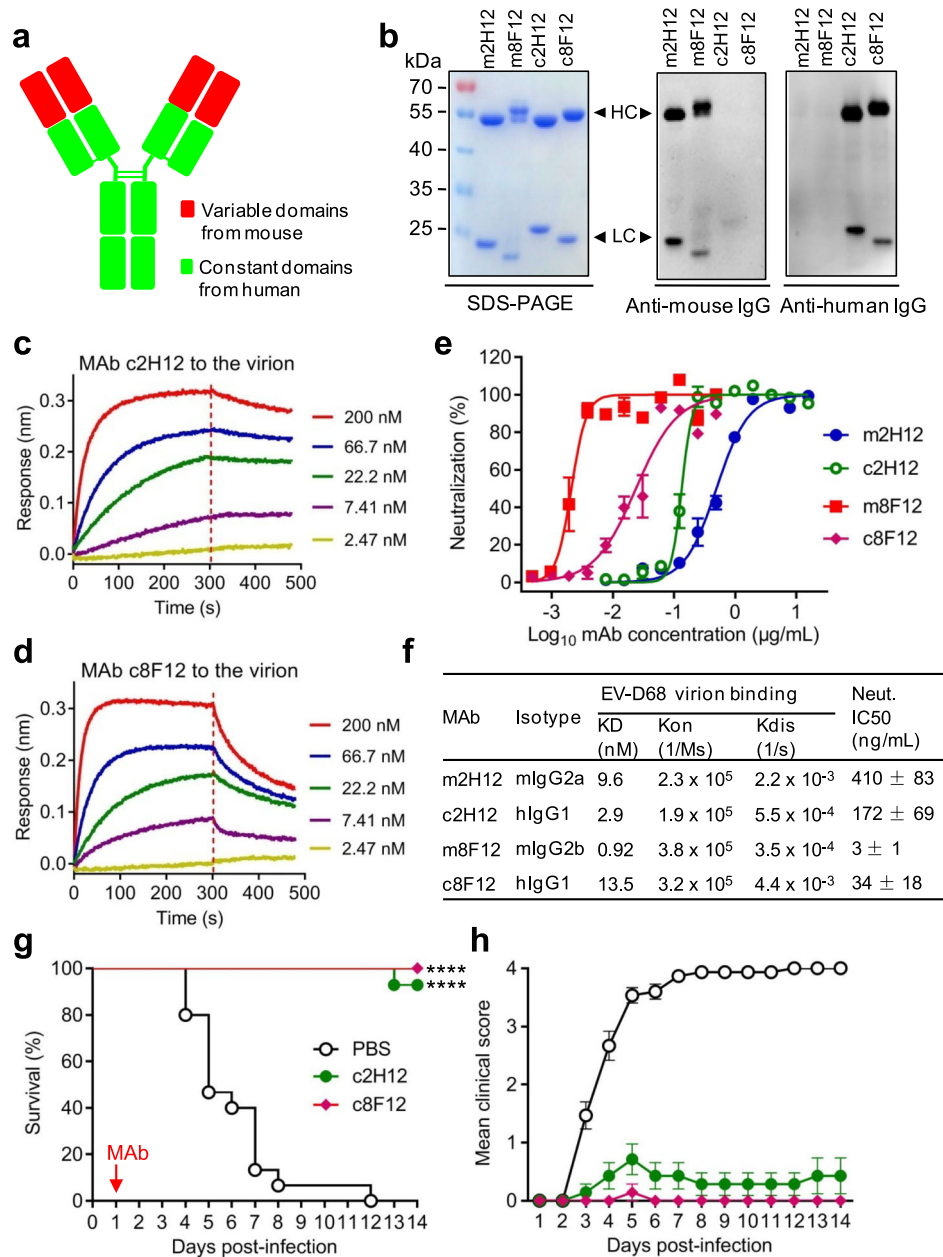 a
Variable domains
from mouse
Constant domains
from human
b
m2H12
m8F12
c2H12
c8F12
m2H12
m8F12
c2H12
c8F12
m2H12
m8F12
c2H12
c8F12
kDa
70
55
40
35
25
HC
LC
SDS-PAGE
Anti-mouse IgG
Anti-human IgG
c
MAb c2H12 to the virion
Response (nm)
0.3
0.2
0.1
0.0
0 100 200 300 400 500
Time (s)
200 nM
66.7 nM
22.2 nM
7.41 nM
2.47 nM
d
MAb c8F12 to the virion
Response (nm)
0.3
0.2
0.1
0.0
0 100 200 300 400 500
Time (s)
200 nM
66.7 nM
22.2 nM
7.41 nM
2.47 nM
e
Neutralization (%)
120
100
80
60
40
20
0
-3 -2 -1 0 1
Log10 mAb concentration (μg/mL)
m2H12
c2H12
m8F12
c8F12
f
MAb Isotype EV-D68 virion binding Neut. IC50 (ng/mL)
KD (nM) Kon (1/Ms) Kdis (1/s)
m2H12 mIgG2a 9.6 2.3 x 10⁵ 2.2 x 10⁻³ 410 ± 83
c2H12 hIgG1 2.9 1.9 x 10⁵ 5.5 x 10⁻⁴ 172 ± 69
m8F12 mIgG2b 0.92 3.8 x 10⁵ 3.5 x 10⁻⁴ 3 ± 1
c8F12 hIgG1 13.5 3.2 x 10⁵ 4.4 x 10⁻³ 34 ± 18
g
Survival (%)
100
80
60
40
20
0
0 1 2 3 4 5 6 7 8 9 10 11 12 13 14
Days post-infection
MAb
PBS
c2H12
c8F12
****
****
h
Mean clinical score
4
3
2
1
0
1 2 3 4 5 6 7 8 9 10 11 12 13 14
Days post-infection